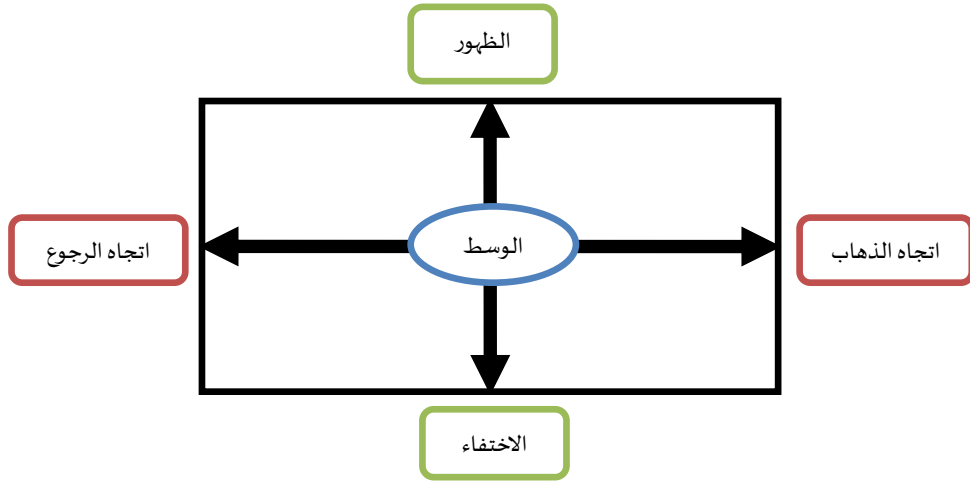 الظهور
اتجاه الذهاب
الوسط
اتجاه الرجوع
الاختفاء